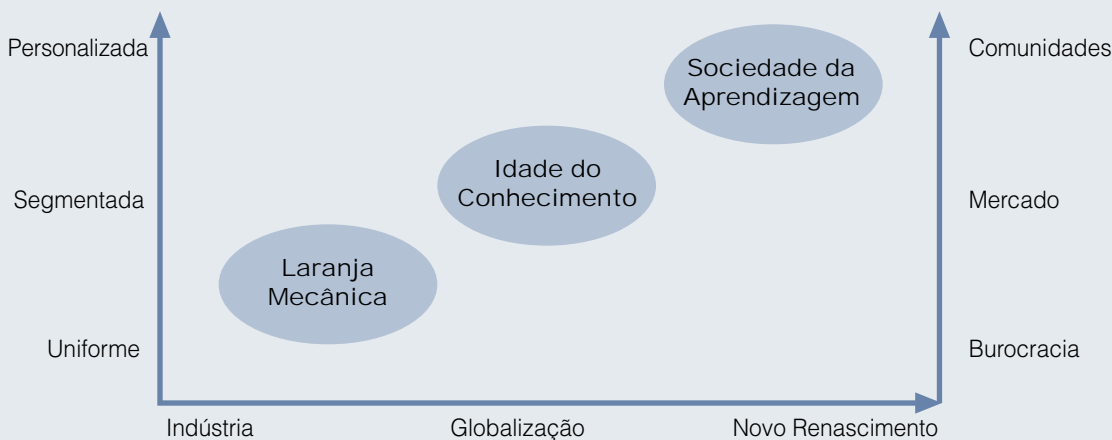 Personalizada
Comunidades
Sociedade da
Aprendizagem
Idade do
Conhecimento
Segmentada
Mercado
Laranja
Mecânica
Uniforme
Burocracia
Indústria
Globalização
Novo Renascimento